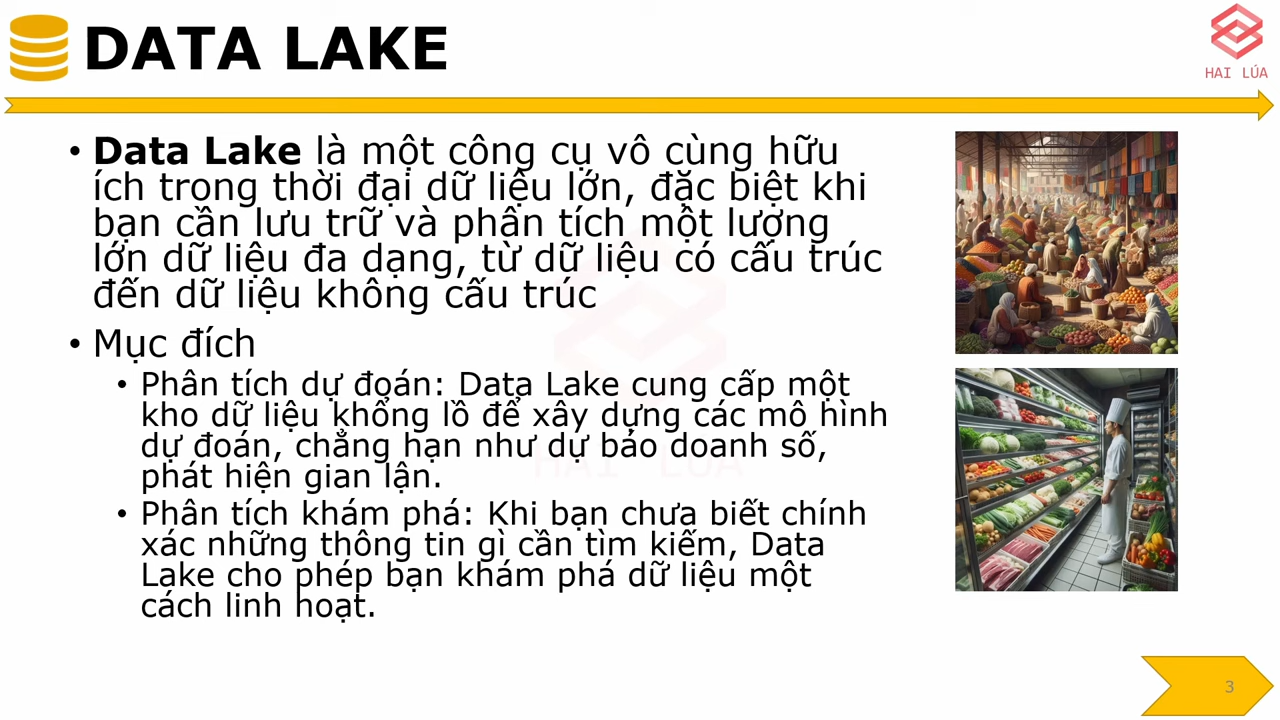 DATA LAKE
HAI LÚA
• Data Lake là một công cụ vô cùng hữu
ích trong thời đại dữ liệu lớn, đặc biệt khi
bạn cần lưu trữ và phân tích một lượng
lớn dữ liệu đa dạng, từ dữ liệu có cấu trúc
đến dữ liệu không cấu trúc
• Mục đích
• Phân tích dự đoán: Data Lake cung cấp một
kho dữ liệu khổng lồ để xây dựng các mô hình
dự đoán, chẳng hạn như dự báo doanh số,
phát hiện gian lận.
• Phân tích khám phá: Khi bạn chưa biết chính
xác những thông tin gì cần tìm kiếm, Data
Lake cho phép bạn khám phá dữ liệu một
cách linh hoạt.
HAI LÚA
3